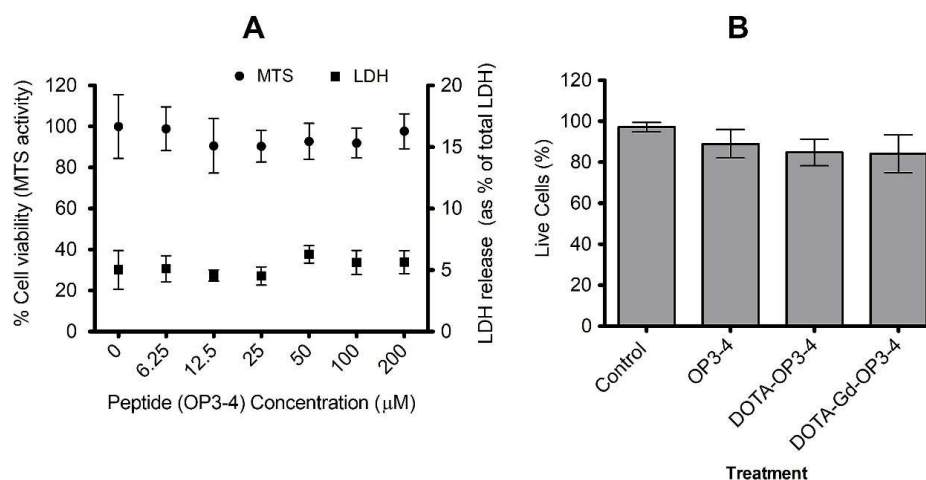 A
MTS LDH
% Cell viability (MTS activity)
120
100
80
60
40
20
0
20
15
10
5
0
LDH release (as % of total LDH)
0 6.25 12.5 25 50 100 200
Peptide (OP3-4) Concentration (μM)
B
Live Cells (%)
120
100
80
60
40
20
0
Control OP3-4 DOTA-OP3-4 DOTA-Gd-OP3-4
Treatment